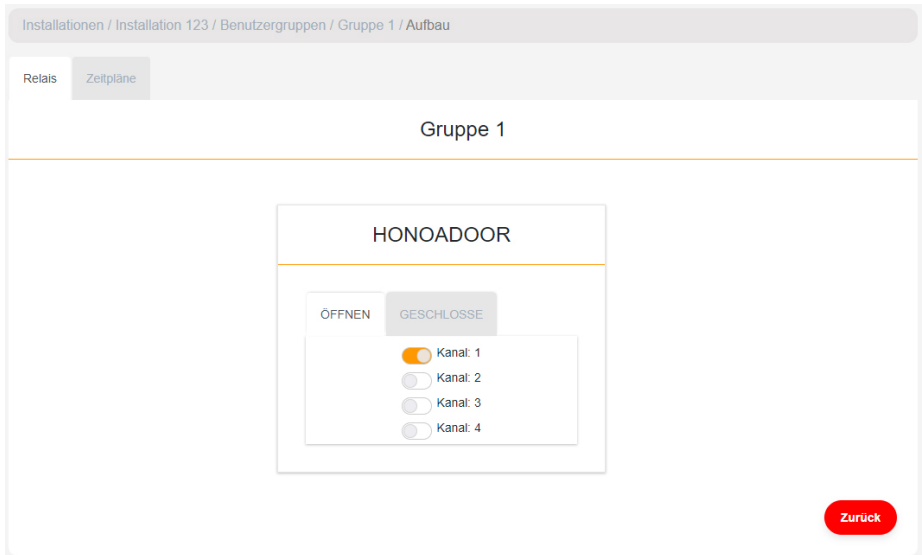 Installationen / Installation 123 / Benutzergruppen / Gruppe 1 / Aufbau
Relais Zeitpläne
Gruppe 1
HONOADOOR
ÖFFNEN GESCHLOSSE
Kanal: 1
Kanal: 2
Kanal: 3
Kanal: 4
Zurück